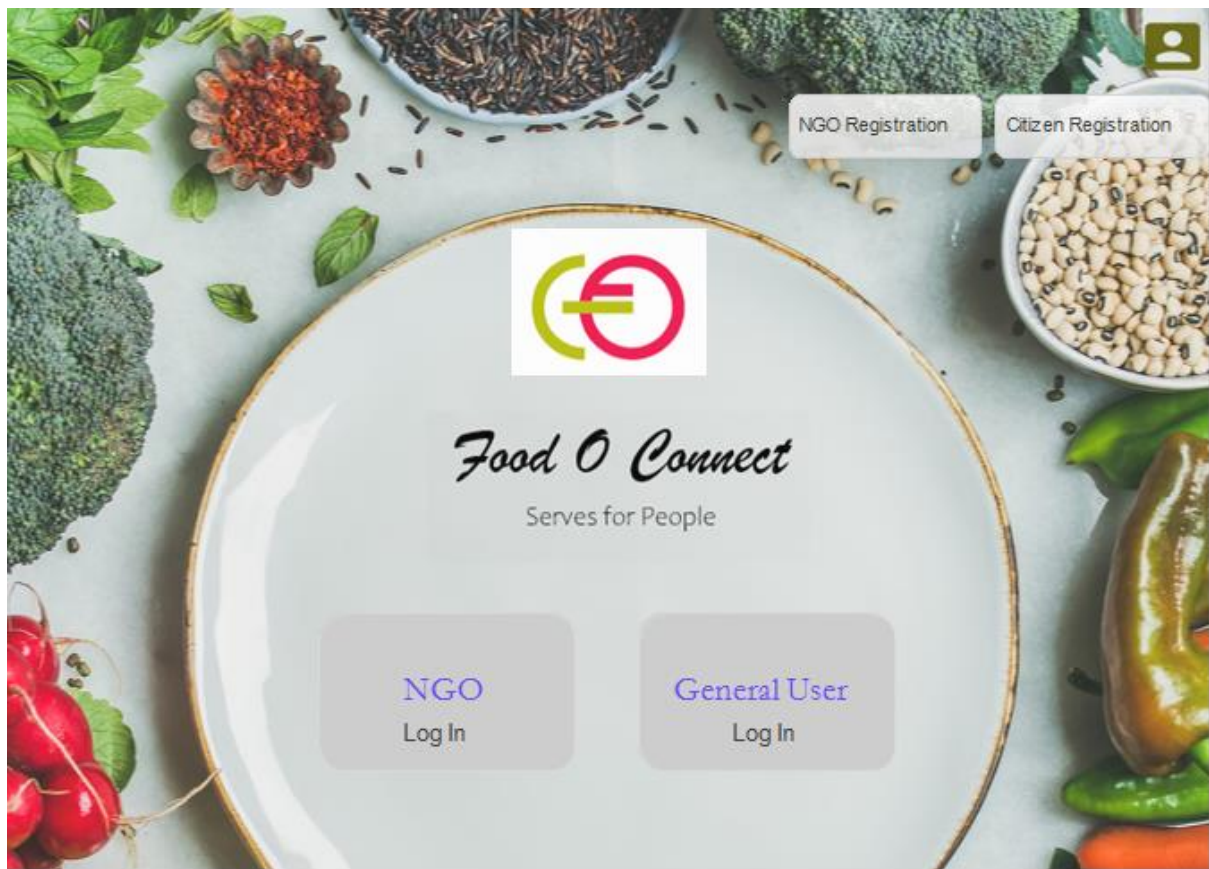 NGO Registration
Citizen Registration
Food O Connect
Serves for People
NGO
Log In
General User
Log In